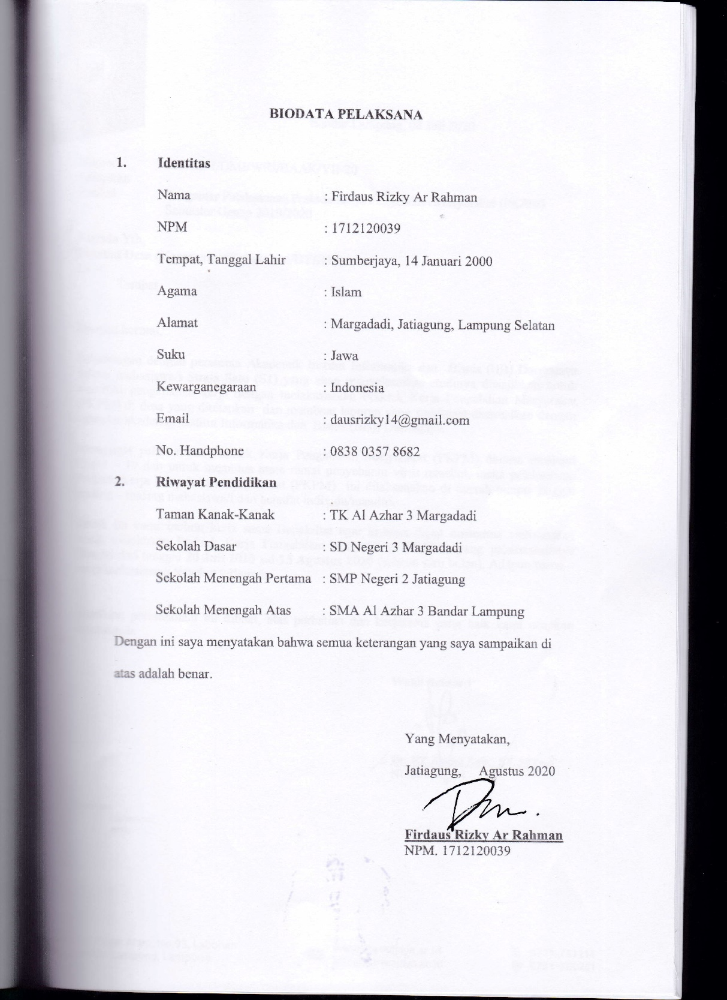 BIODATA PELAKSANA
1. Identitas
Nama : Firdaus Rizky Ar Rahman
NPM : 1712120039
Tempat, Tanggal Lahir : Sumberjaya, 14 Januari 2000
Agama : Islam
Alamat : Margadadi, Jatiagung, Lampung Selatan
Suku : Jawa
Kewarganegaraan : Indonesia
Email : dausrizky14@gmail.com
No. Handphone : 0838 0357 8682
2. Riwayat Pendidikan
Taman Kanak-Kanak : TK Al Azhar 3 Margadadi
Sekolah Dasar : SD Negeri 3 Margadadi
Sekolah Menengah Pertama : SMP Negeri 2 Jatiagung
Sekolah Menengah Atas : SMA Al Azhar 3 Bandar Lampung
Dengan ini saya menyatakan bahwa semua keterangan yang saya sampaikan di
atas adalah benar.
Yang Menyatakan,
Jatiagung, Agustus 2020
Firdaus Rizky Ar Rahman
NPM. 1712120039